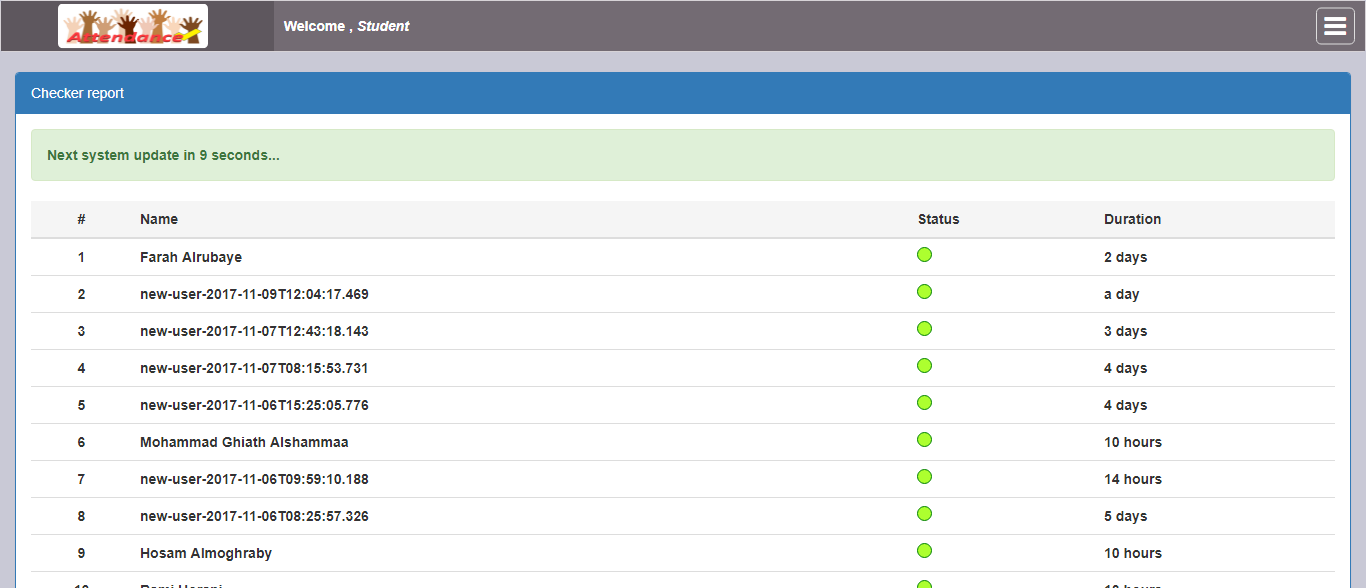 Attendance
Welcome , Student
Checker report
Next system update in 9 seconds...
# Name Status Duration
1 Farah Alrubaye 2 days
2 new-user-2017-11-09T12:04:17.469 a day
3 new-user-2017-11-07T12:43:18.143 3 days
4 new-user-2017-11-07T08:15:53.731 4 days
5 new-user-2017-11-06T15:25:05.776 4 days
6 Mohammad Ghiath Alshammaa 10 hours
7 new-user-2017-11-06T09:59:10.188 14 hours
8 new-user-2017-11-06T08:25:57.326 5 days
9 Hosam Almoghraby 10 hours